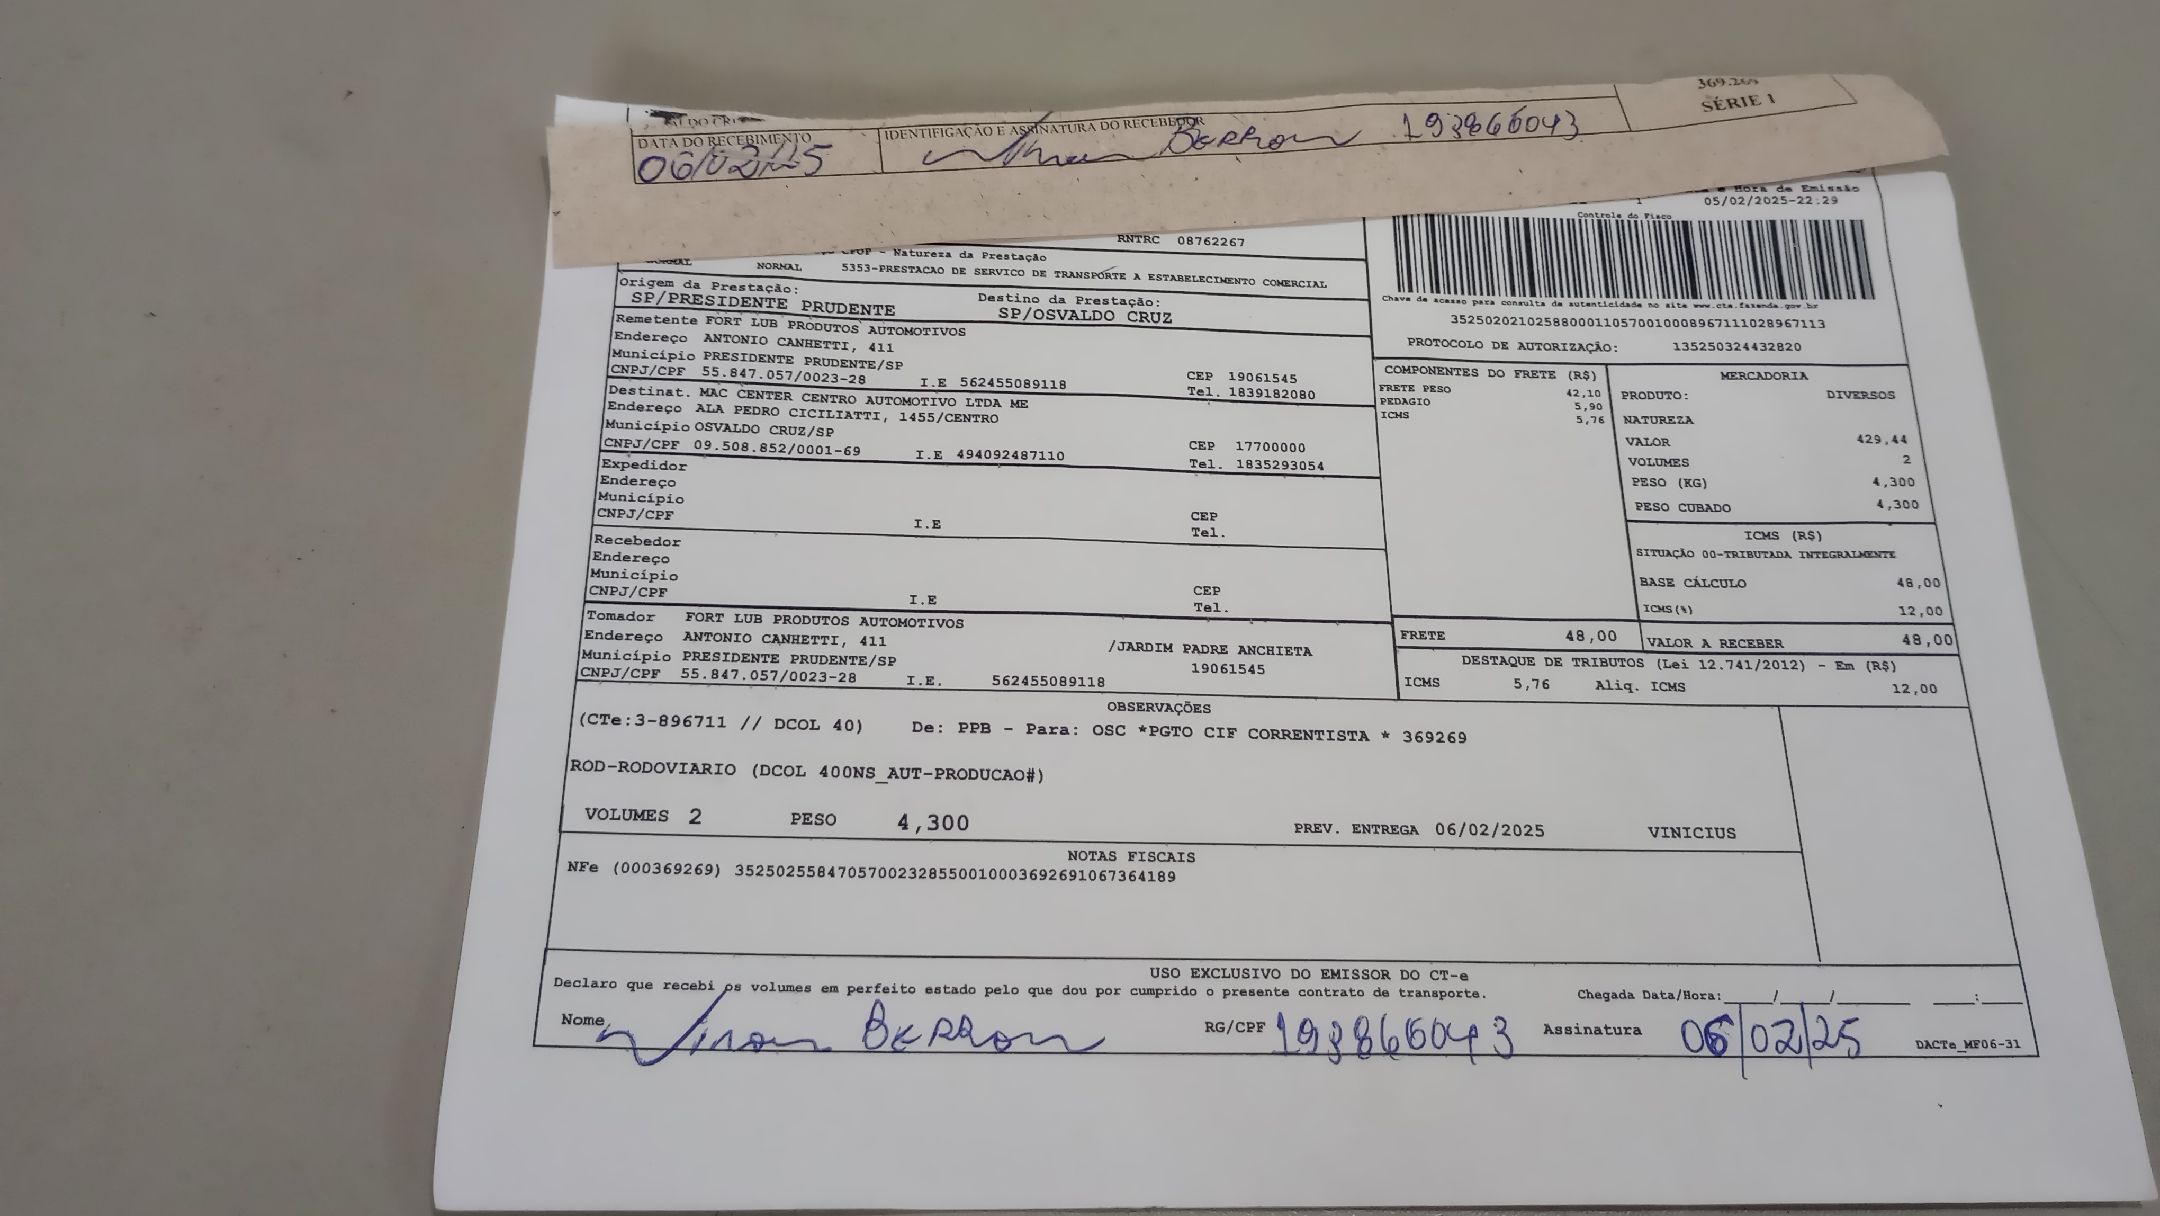 369.269
SÉRIE 1
DATA DO RECEBIMENTO
IDENTIFICAÇÃO E ASSINATURA DO RECEBEDOR
06/02/25
Berron 193866043
Hora de Emissão
05/02/2025-22:29
Controle do Fisco
RNTRC 08762267
CFOP - Natureza da Prestação
NORMAL NORMAL 5353-PRESTACAO DE SERVICO DE TRANSPORTE A ESTABELECIMENTO COMERCIAL
Chave de acesso para consulta de autenticidade no site www.cte.fazenda.gov.br
35250202102588000110570010008967111028967113
PROTOCOLO DE AUTORIZAÇÃO: 135250324432820
Origem da Prestação:
SP/PRESIDENTE PRUDENTE
Destino da Prestação:
SP/OSVALDO CRUZ
Remetente FORT LUB PRODUTOS AUTOMOTIVOS
Endereço ANTONIO CANHETTI, 411
Município PRESIDENTE PRUDENTE/SP
CEP 19061545
CNPJ/CPF 55.847.057/0023-28 I.E 562455089118 Tel. 1839182080
Destinat. MAC CENTER CENTRO AUTOMOTIVO LTDA ME
Endereço ALA PEDRO CICILIATTI, 1455/CENTRO
Município OSVALDO CRUZ/SP CEP 17700000
CNPJ/CPF 09.508.852/0001-69 I.E 494092487110 Tel. 1835293054
Expedidor
Endereço
Município CEP
CNPJ/CPF I.E Tel.
Recebedor
Endereço
Município CEP
CNPJ/CPF I.E Tel.
Tomador FORT LUB PRODUTOS AUTOMOTIVOS
Endereço ANTONIO CANHETTI, 411 /JARDIM PADRE ANCHIETA
Município PRESIDENTE PRUDENTE/SP 19061545
CNPJ/CPF 55.847.057/0023-28 I.E. 562455089118
COMPONENTES DO FRETE (R$)
FRETE PESO 42,10
PEDAGIO 5,90
ICMS 5,76
FRETE 48,00
MERCADORIA
PRODUTO: DIVERSOS
NATUREZA
VALOR 429,44
VOLUMES 2
PESO (KG) 4,300
PESO CUBADO 4,300
ICMS (R$)
SITUAÇÃO 00-TRIBUTADA INTEGRALMENTE
BASE CÁLCULO 48,00
ICMS(%) 12,00
VALOR A RECEBER 48,00
DESTAQUE DE TRIBUTOS (Lei 12.741/2012) - Em (R$)
ICMS 5,76 Aliq. ICMS 12,00
OBSERVAÇÕES
(CTe:3-896711 // DCOL 40) De: PPB - Para: OSC *PGTO CIF CORRENTISTA * 369269
ROD-RODOVIARIO (DCOL 400NS_AUT-PRODUCAO#)
VOLUMES 2 PESO 4,300 PREV. ENTREGA 06/02/2025 VINICIUS
NOTAS FISCAIS
NFe (000369269) 35250255847057002328550010003692691067364189
USO EXCLUSIVO DO EMISSOR DO CT-e
Declaro que recebi os volumes em perfeito estado pelo que dou por cumprido o presente contrato de transporte. Chegada Data/Hora:____/____/________ ____:____
Nome Berron RG/CPF 193866043 Assinatura 06/02/25 DACTe_MF06-31